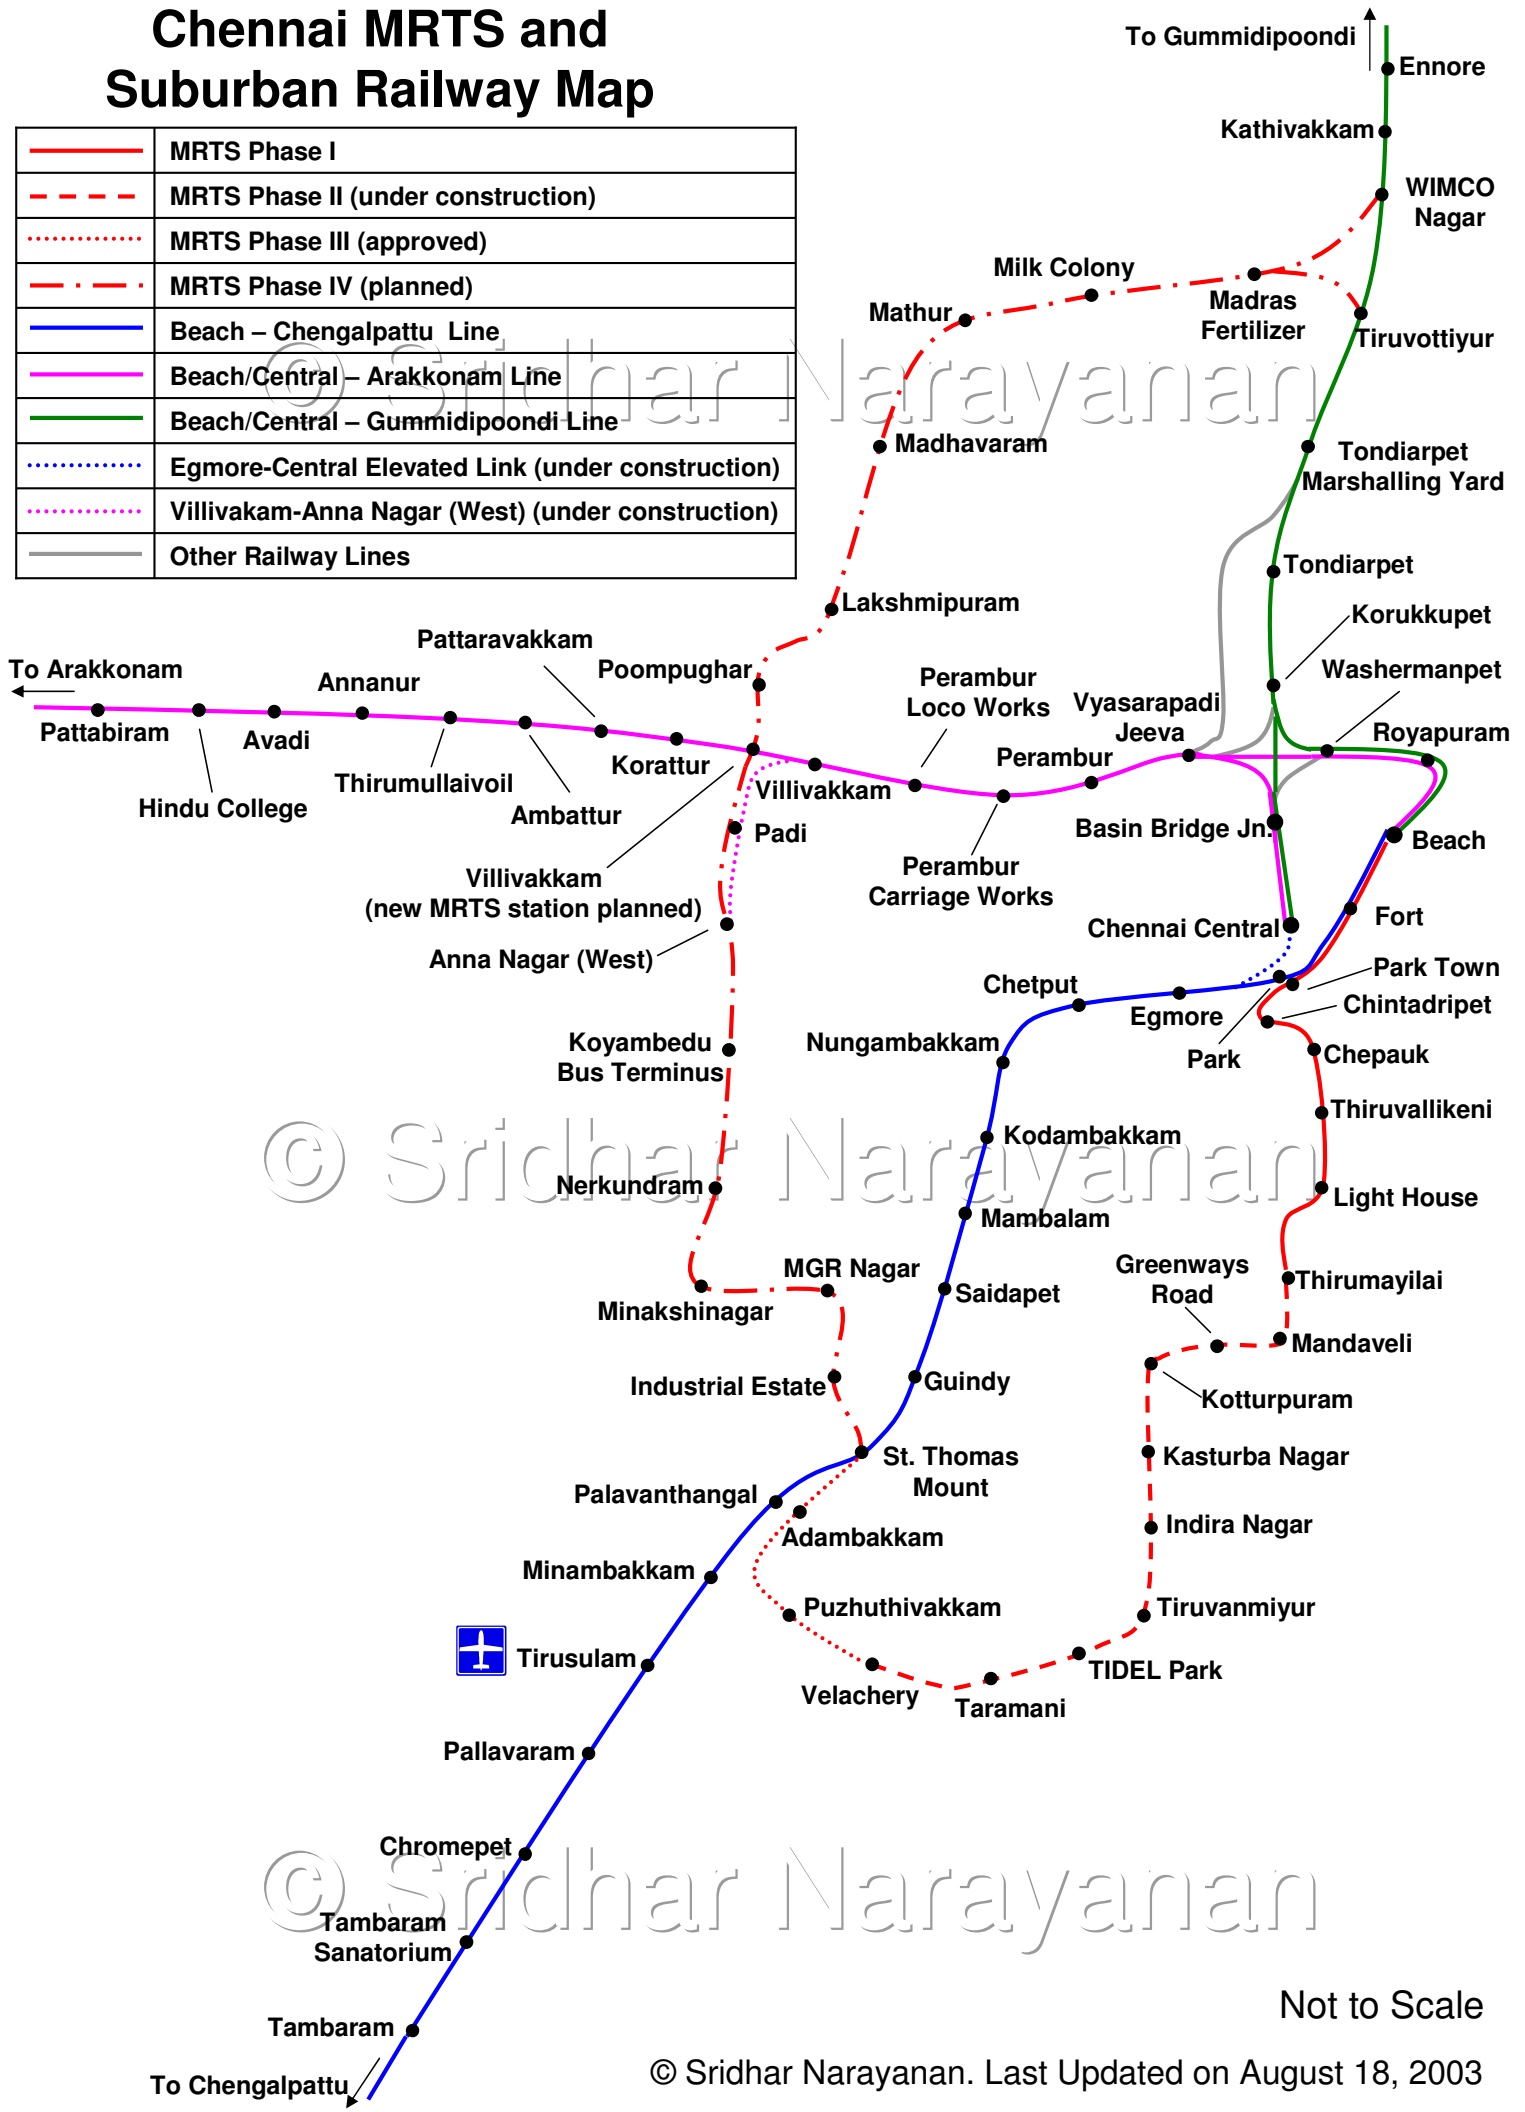 Chennai MRTS and
Suburban Railway Map
MRTS Phase I
MRTS Phase II (under construction)
MRTS Phase III (approved)
MRTS Phase IV (planned)
Beach – Chengalpattu Line
Beach/Central – Arakkonam Line
Beach/Central – Gummidipoondi Line
Egmore-Central Elevated Link (under construction)
Villivakam-Anna Nagar (West) (under construction)
Other Railway Lines
To Gummidipoondi
Ennore
Kathivakkam
WIMCO
Nagar
Milk Colony
Madras
Fertilizer
Mathur
Tiruvottiyur
© Sridhar Narayanan
Madhavaram
Tondiarpet
Marshalling Yard
Tondiarpet
Lakshmipuram
Korukkupet
Pattaravakkam
To Arakkonam
Annanur
Poompughar
Perambur
Loco Works
Washermanpet
Vyasarapadi
Jeeva
Royapuram
Pattabiram
Avadi
Korattur
Perambur
Thirumullaivoil
Villivakkam
Hindu College
Ambattur
Padi
Basin Bridge Jn.
Beach
Villivakkam
(new MRTS station planned)
Perambur
Carriage Works
Fort
Chennai Central
Anna Nagar (West)
Park Town
Chetput
Chintadripet
Egmore
Koyambedu
Bus Terminus
Nungambakkam
Park
Chepauk
Thiruvallikeni
Kodambakkam
© Sridhar Narayanan
Nerkundram
Light House
Mambalam
MGR Nagar
Greenways
Road
Thirumayilai
Minakshinagar
Saidapet
Mandaveli
Industrial Estate
Guindy
Kotturpuram
St. Thomas
Mount
Kasturba Nagar
Palavanthangal
Adambakkam
Indira Nagar
Minambakkam
Puzhuthivakkam
Tiruvanmiyur
Tirusulam
TIDEL Park
Velachery
Taramani
Pallavaram
Chromepet
© Sridhar Narayanan
Tambaram
Sanatorium
Not to Scale
Tambaram
To Chengalpattu
© Sridhar Narayanan. Last Updated on August 18, 2003